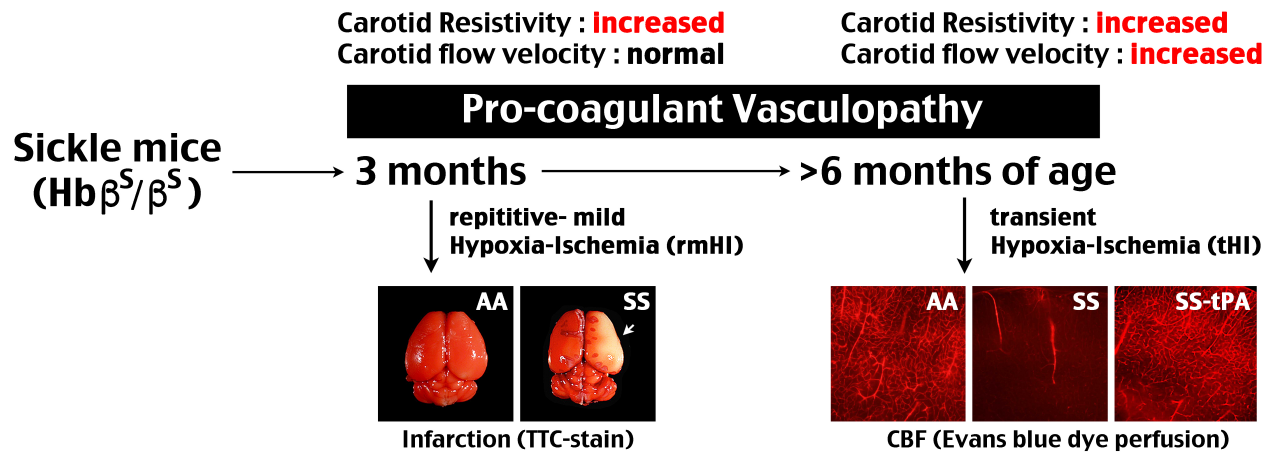 Carotid Resistivity : increased
Carotid flow velocity : normal
Carotid Resistivity : increased
Carotid flow velocity : increased
Pro-coagulant Vasculopathy
Sickle mice
(Hbβˢ/βˢ)
3 months
>6 months of age
repititive- mild
Hypoxia-Ischemia (rmHI)
transient
Hypoxia-Ischemia (tHI)
AA
SS
AA
SS
SS-tPA
Infarction (TTC-stain)
CBF (Evans blue dye perfusion)